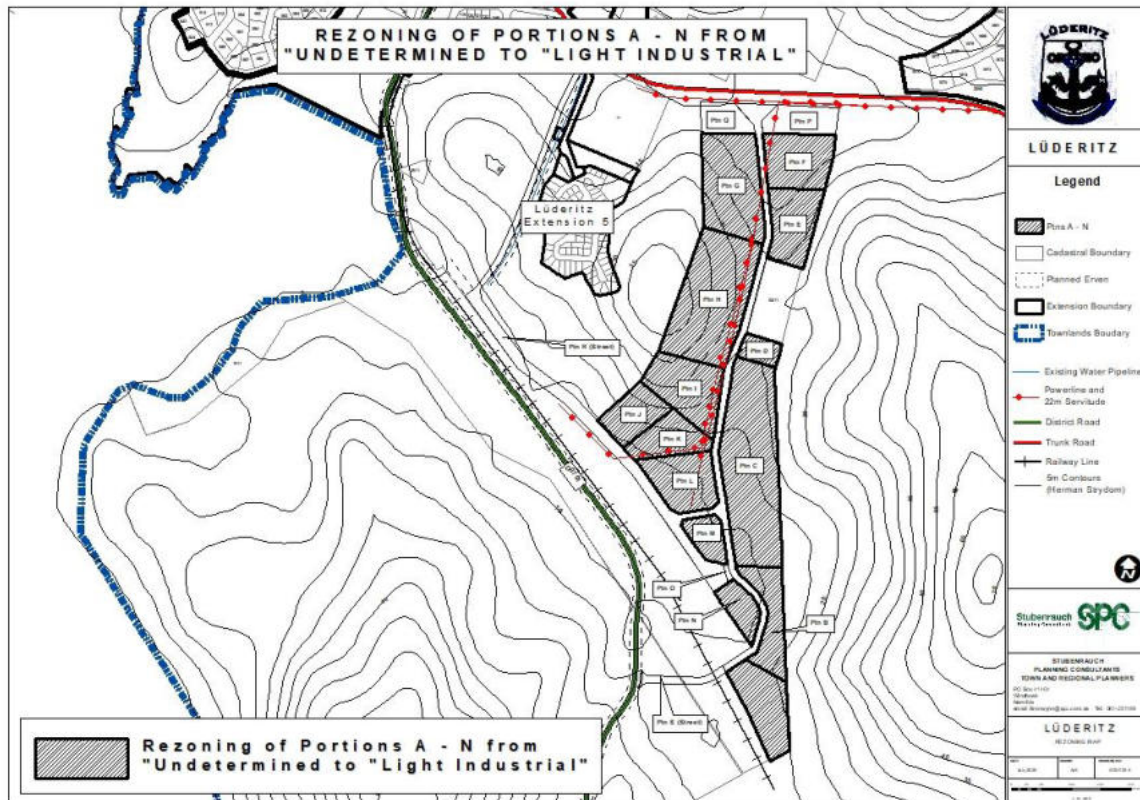 REZONING OF PORTIONS A - N FROM
"UNDETERMINED TO "LIGHT INDUSTRIAL"
Ptn Q
Ptn P
Ptn F
Ptn G
Ptn E
Lüderitz
Extension 5
Ptn H
Ptn R (Street)
Ptn D
Ptn I
Ptn J
Ptn K
Ptn C
Ptn L
Ptn M
Ptn O
Ptn N
Ptn B
Ptn S (Street)
Rezoning of Portions A - N from
"Undetermined to "Light Industrial"
LÜDERITZ
LÜDERITZ
Legend
Ptns A - N
Cadastral Boundary
Planned Erven
Extension Boundary
Townlands Boudary
Existing Water Pipeline
Powerline and
22m Servitude
District Road
Trunk Road
Railway Line
5m Contours
(Herman Strydom)
N
Stubenrauch
Planning Consultants
SPC
STUBENRAUCH
PLANNING CONSULTANTS
TOWN AND REGIONAL PLANNERS
LÜDERITZ
REZONING MAP